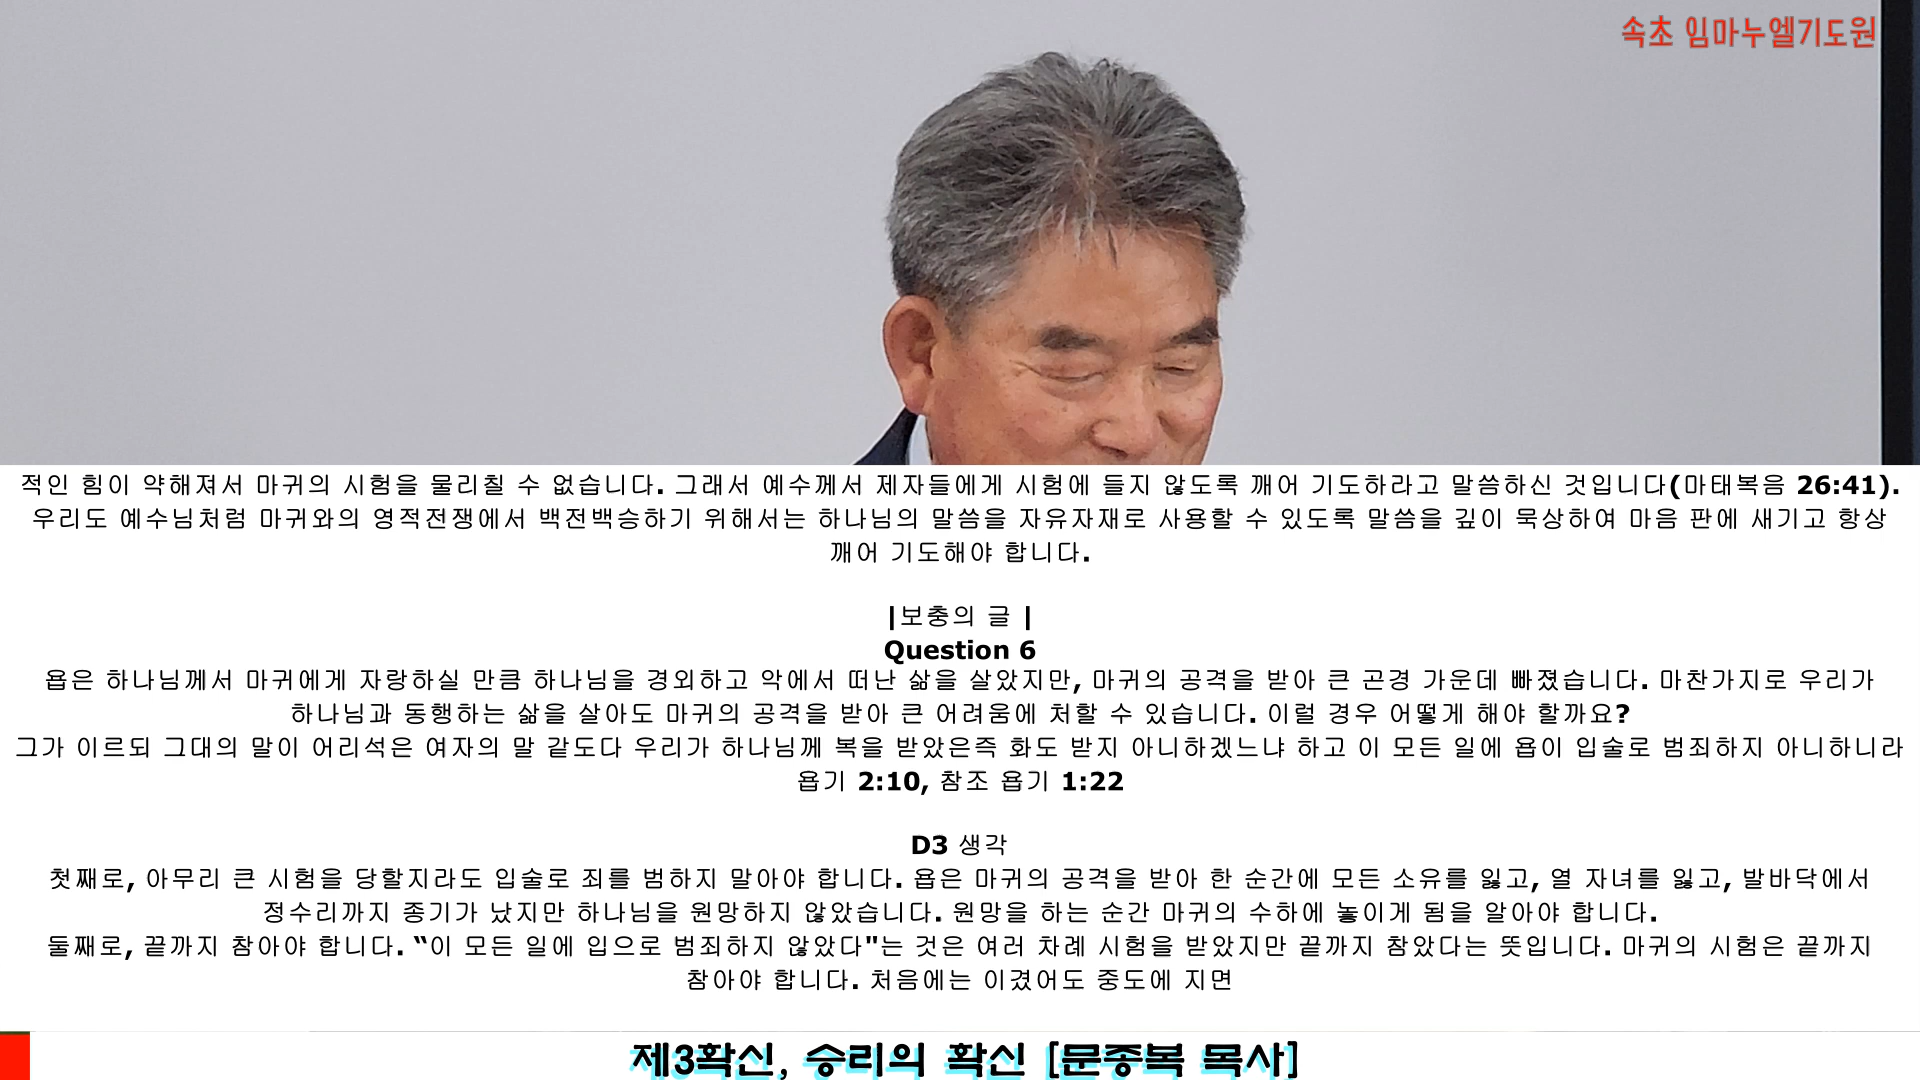 속초 임마누엘기도원
적인 힘이 약해져서 마귀의 시험을 물리칠 수 없습니다. 그래서 예수께서 제자들에게 시험에 들지 않도록 깨어 기도하라고 말씀하신 것입니다(마태복음 26:41).
우리도 예수님처럼 마귀와의 영적전쟁에서 백전백승하기 위해서는 하나님의 말씀을 자유자재로 사용할 수 있도록 말씀을 깊이 묵상하여 마음 판에 새기고 항상
깨어 기도해야 합니다.
|보충의 글 |
Question 6
욥은 하나님께서 마귀에게 자랑하실 만큼 하나님을 경외하고 악에서 떠난 삶을 살았지만, 마귀의 공격을 받아 큰 곤경 가운데 빠졌습니다. 마찬가지로 우리가
하나님과 동행하는 삶을 살아도 마귀의 공격을 받아 큰 어려움에 처할 수 있습니다. 이럴 경우 어떻게 해야 할까요?
그가 이르되 그대의 말이 어리석은 여자의 말 같도다 우리가 하나님께 복을 받았은즉 화도 받지 아니하겠느냐 하고 이 모든 일에 욥이 입술로 범죄하지 아니하니라
욥기 2:10, 참조 욥기 1:22
D3 생각
첫째로, 아무리 큰 시험을 당할지라도 입술로 죄를 범하지 말아야 합니다. 욥은 마귀의 공격을 받아 한 순간에 모든 소유를 잃고, 열 자녀를 잃고, 발바닥에서
정수리까지 종기가 났지만 하나님을 원망하지 않았습니다. 원망을 하는 순간 마귀의 수하에 놓이게 됨을 알아야 합니다.
둘째로, 끝까지 참아야 합니다. “이 모든 일에 입으로 범죄하지 않았다"는 것은 여러 차례 시험을 받았지만 끝까지 참았다는 뜻입니다. 마귀의 시험은 끝까지
참아야 합니다. 처음에는 이겼어도 중도에 지면
제3확신, 승리의 확신 [문종복 목사]